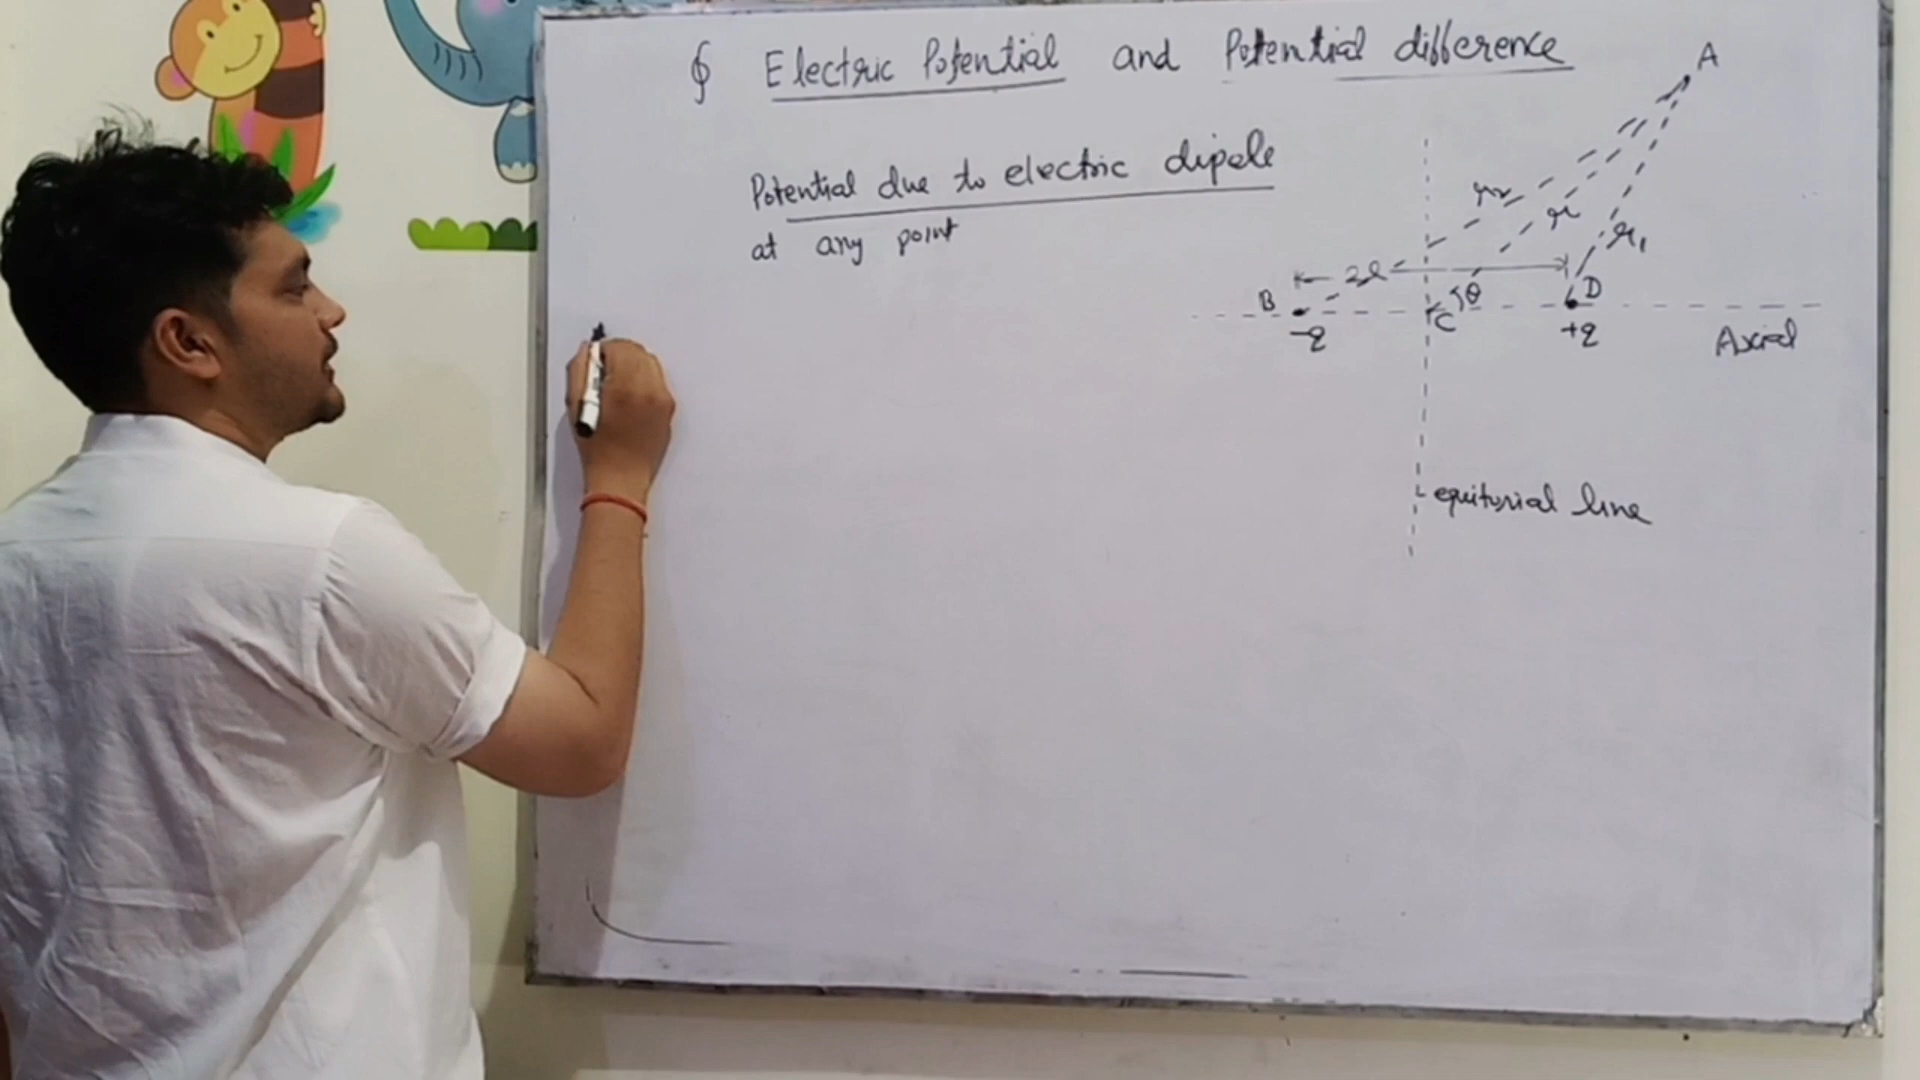 ∮ Electric Potential and Potential difference
Potential due to electric dipole
at any point
A
r₂
r
r₁
2l
B
C
θ
D
-q
+q
Axial
equitorial line